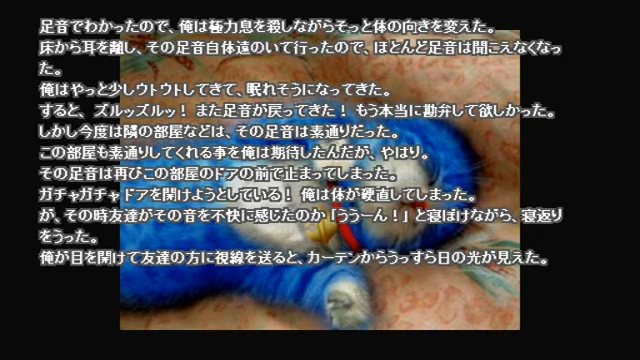 足音でわかったので、俺は極力息を殺しながらそっと体の向きを変えた。
床から耳を離し、その足音自体遠のいて行ったので、ほとんど足音は聞こえなくなっ
た。
俺はやっと少しウトウトしてきて、眠れそうになってきた。
すると、ズルッズルッ！また足音が戻ってきた！もう本当に勘弁して欲しかった。
しかし今度は隣の部屋などは、その足音は素通りだった。
この部屋も素通りしてくれる事を俺は期待したんだが、やはり。
その足音は再びこの部屋のドアの前で止まってしまった。
ガチャガチャドアを開けようとしている！俺は体が硬直してしまった。
が、その時友達がその音を不快に感じたのか「ううーん！」と寝ぼけながら、寝返り
をうった。
俺が目を開けて友達の方に視線を送ると、カーテンからうっすら日の光が見えた。